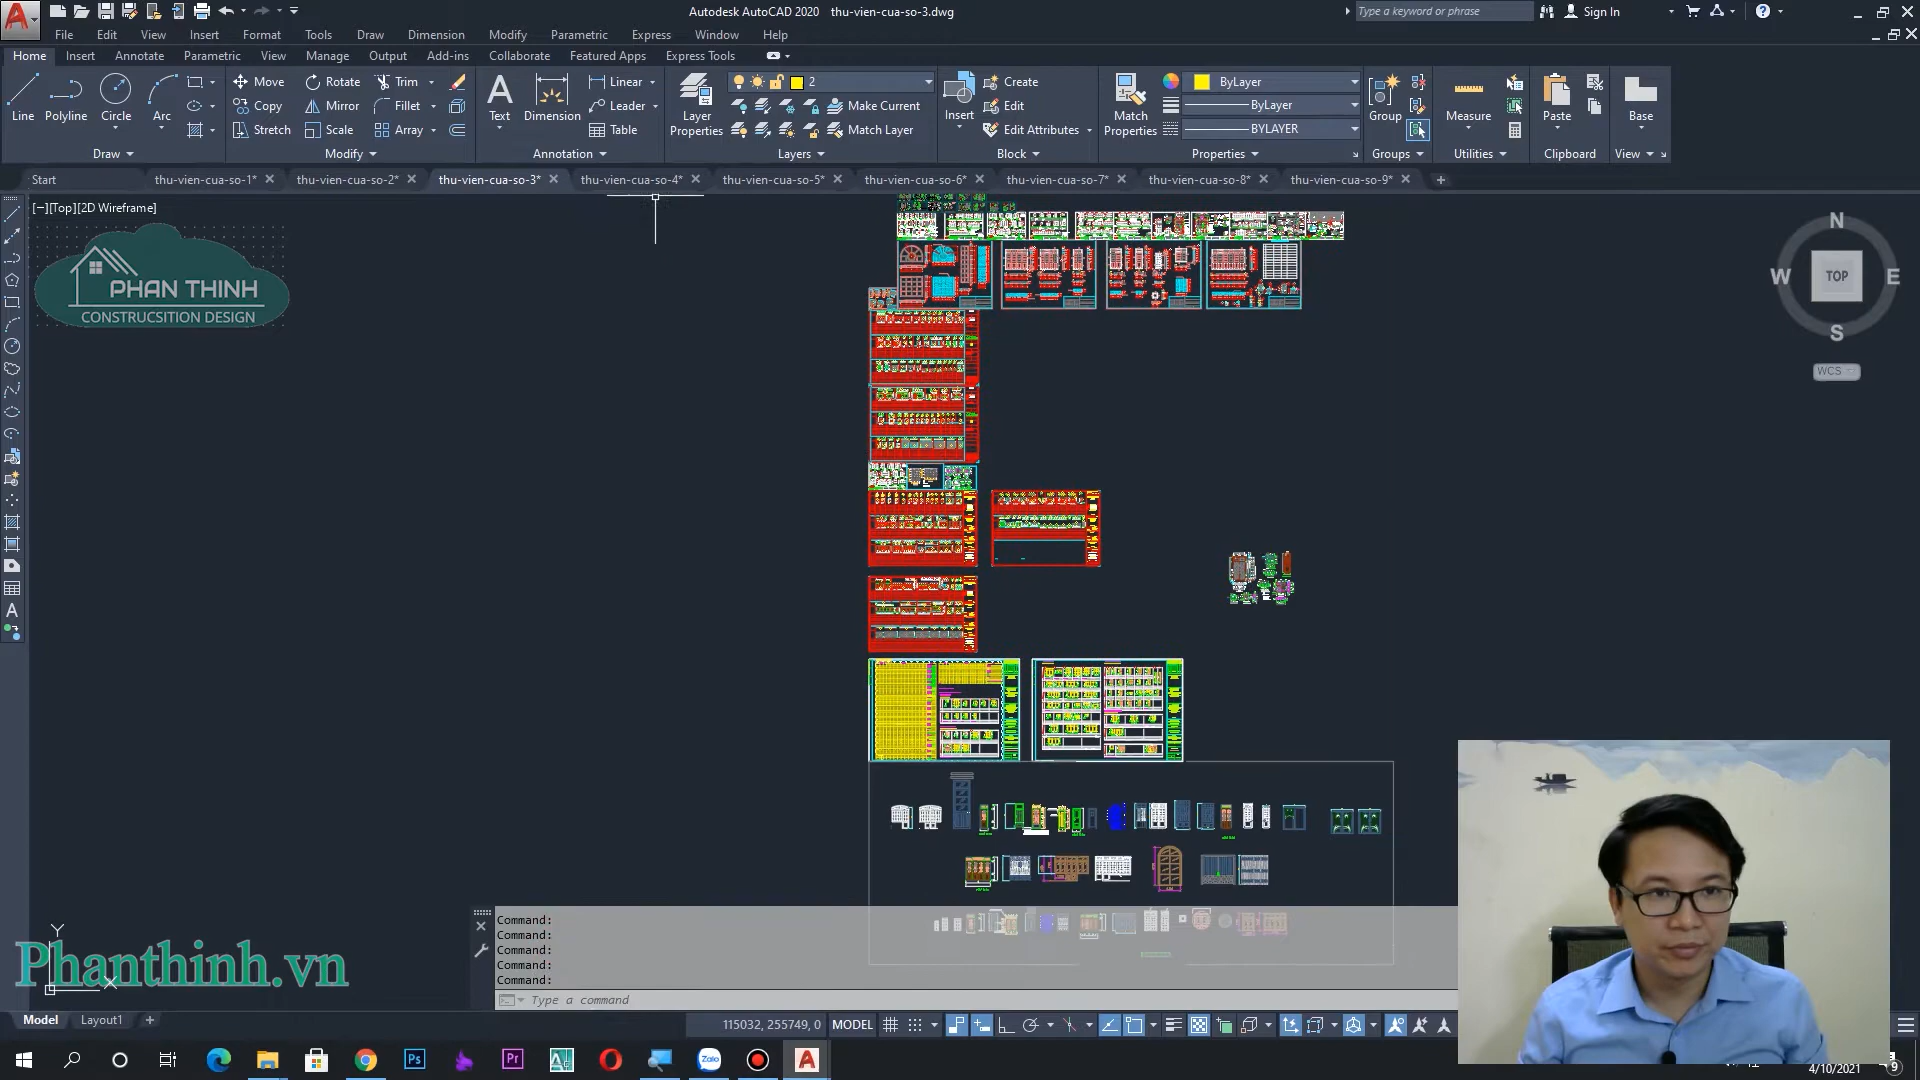 Autodesk AutoCAD 2020 thu-vien-cua-so-3.dwg
Type a keyword or phrase
Sign In
File Edit View Insert Format Tools Draw Dimension Modify Parametric Express Window Help
Home Insert Annotate Parametric View Manage Output Add-ins Collaborate Featured Apps Express Tools
Line Polyline Circle Arc
Move Rotate Trim
Copy Mirror Fillet
Stretch Scale Array
Text Dimension
Linear
Leader
Table
Layer Properties
2
Make Current
Match Layer
Insert
Create
Edit
Edit Attributes
Match Properties
ByLayer
ByLayer
BYLAYER
Group
Measure
Paste
Base
Draw Modify Annotation Layers Block Properties Groups Utilities Clipboard View
Start thu-vien-cua-so-1* thu-vien-cua-so-2* thu-vien-cua-so-3* thu-vien-cua-so-4* thu-vien-cua-so-5* thu-vien-cua-so-6* thu-vien-cua-so-7* thu-vien-cua-so-8* thu-vien-cua-so-9*
[−][Top][2D Wireframe]
PHAN THINH
CONSTRUCSITION DESIGN
N
W TOP E
S
WCS
Command:
Command:
Command:
Command:
Command:
Type a command
Y
X
Phanthinh.vn
Model Layout1
115032, 255749, 0 MODEL
Ps
Pr
Zalo
4/10/2021
9